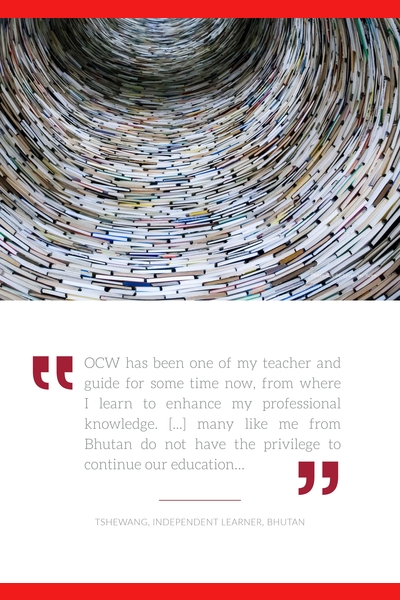 OCW has been one of my teacher and
guide for some time now, from where
I learn to enhance my professional
knowledge. [...] many like me from
Bhutan do not have the privilege to
continue our education...
TSHEWANG, INDEPENDENT LEARNER, BHUTAN